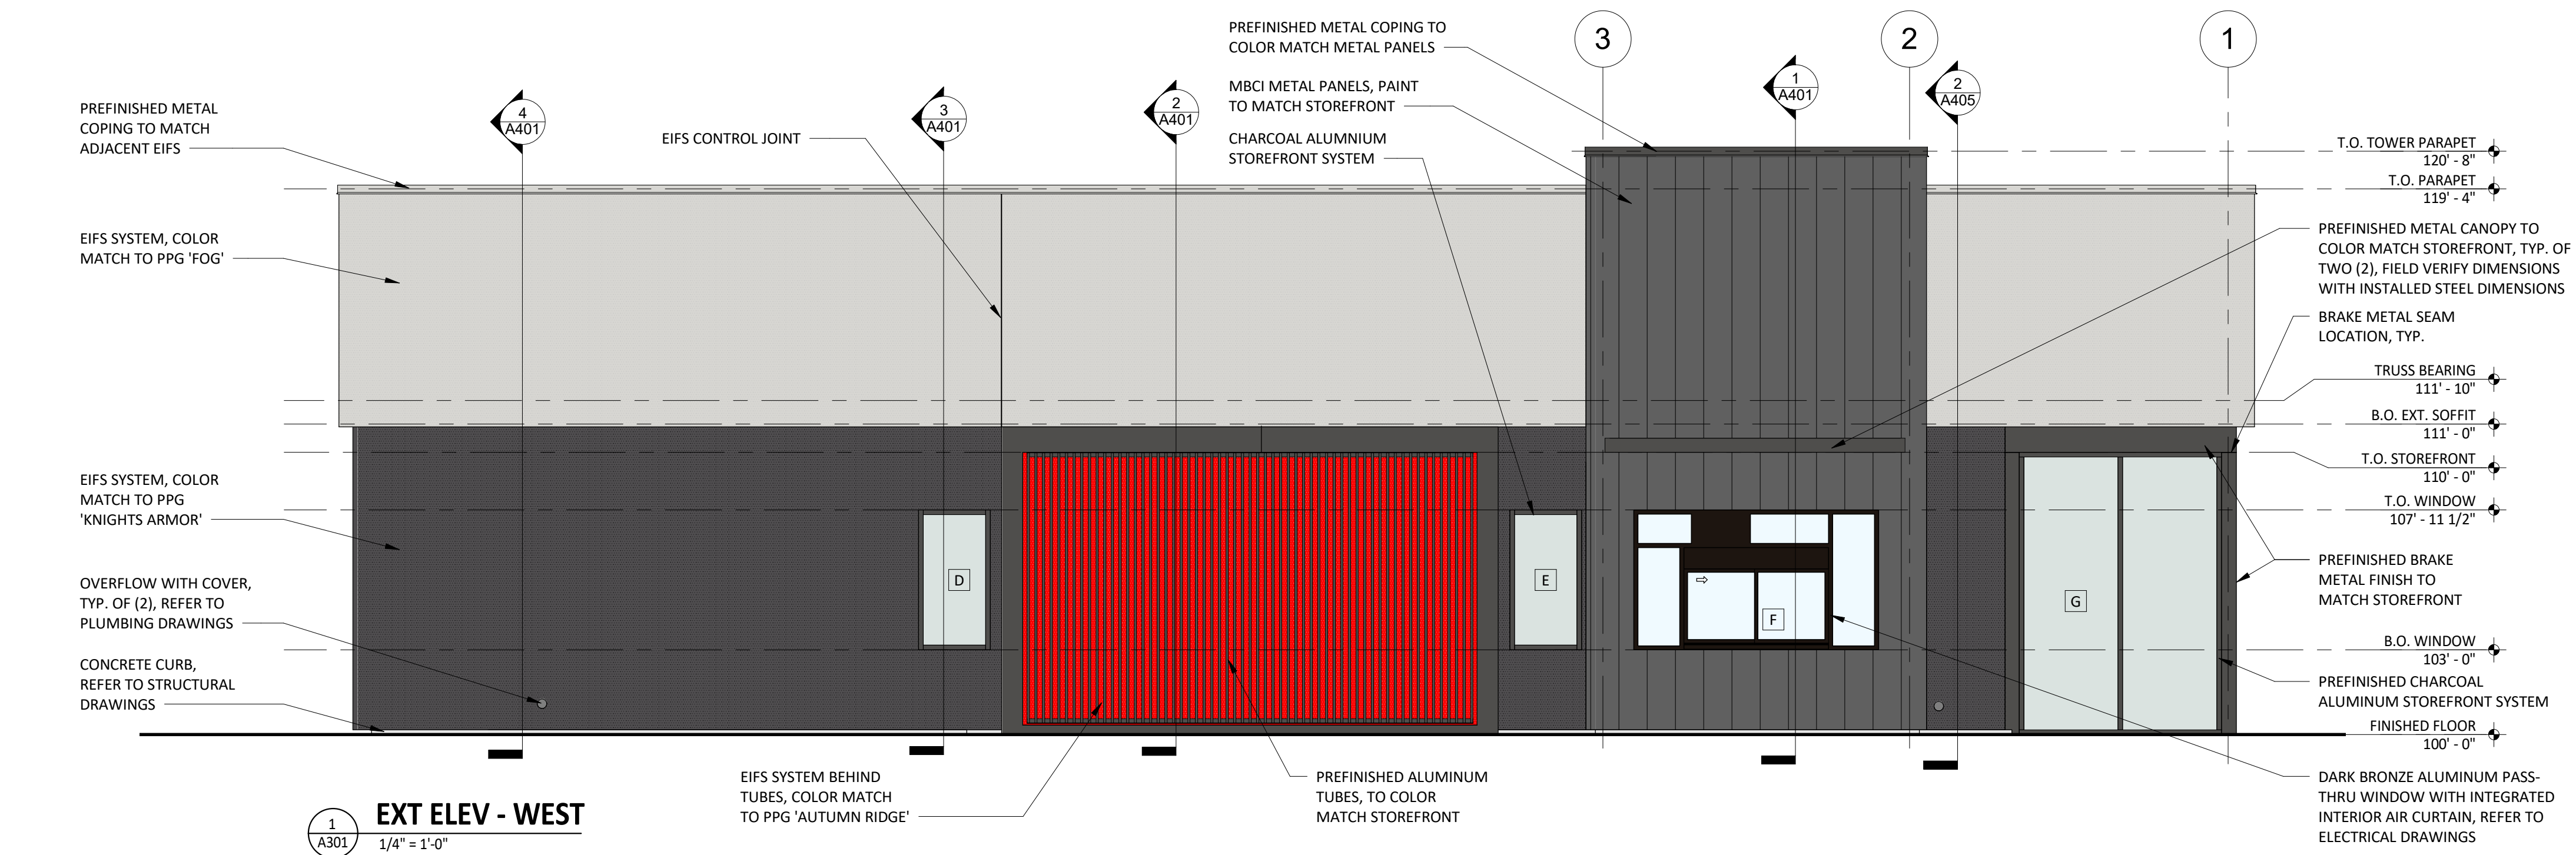 PREFINISHED METAL COPING TO
COLOR MATCH METAL PANELS
3
2
1
MBCI METAL PANELS, PAINT
TO MATCH STOREFRONT
CHARCOAL ALUMNIUM
STOREFRONT SYSTEM
1
A401
2
A405
4
A401
3
A401
2
A401
PREFINISHED METAL
COPING TO MATCH
ADJACENT EIFS
EIFS CONTROL JOINT
EIFS SYSTEM, COLOR
MATCH TO PPG 'FOG'
EIFS SYSTEM, COLOR
MATCH TO PPG
'KNIGHTS ARMOR'
OVERFLOW WITH COVER,
TYP. OF (2), REFER TO
PLUMBING DRAWINGS
CONCRETE CURB,
REFER TO STRUCTURAL
DRAWINGS
D
E
F
G
T.O. TOWER PARAPET
120' - 8"
T.O. PARAPET
119' - 4"
PREFINISHED METAL CANOPY TO
COLOR MATCH STOREFRONT, TYP. OF
TWO (2), FIELD VERIFY DIMENSIONS
WITH INSTALLED STEEL DIMENSIONS
BRAKE METAL SEAM
LOCATION, TYP.
TRUSS BEARING
111' - 10"
B.O. EXT. SOFFIT
111' - 0"
T.O. STOREFRONT
110' - 0"
T.O. WINDOW
107' - 11 1/2"
PREFINISHED BRAKE
METAL FINISH TO
MATCH STOREFRONT
B.O. WINDOW
103' - 0"
PREFINISHED CHARCOAL
ALUMINUM STOREFRONT SYSTEM
FINISHED FLOOR
100' - 0"
DARK BRONZE ALUMINUM PASS-
THRU WINDOW WITH INTEGRATED
INTERIOR AIR CURTAIN, REFER TO
ELECTRICAL DRAWINGS
EIFS SYSTEM BEHIND
TUBES, COLOR MATCH
TO PPG 'AUTUMN RIDGE'
PREFINISHED ALUMINUM
TUBES, TO COLOR
MATCH STOREFRONT
1
A301
EXT ELEV - WEST
1/4" = 1'-0"